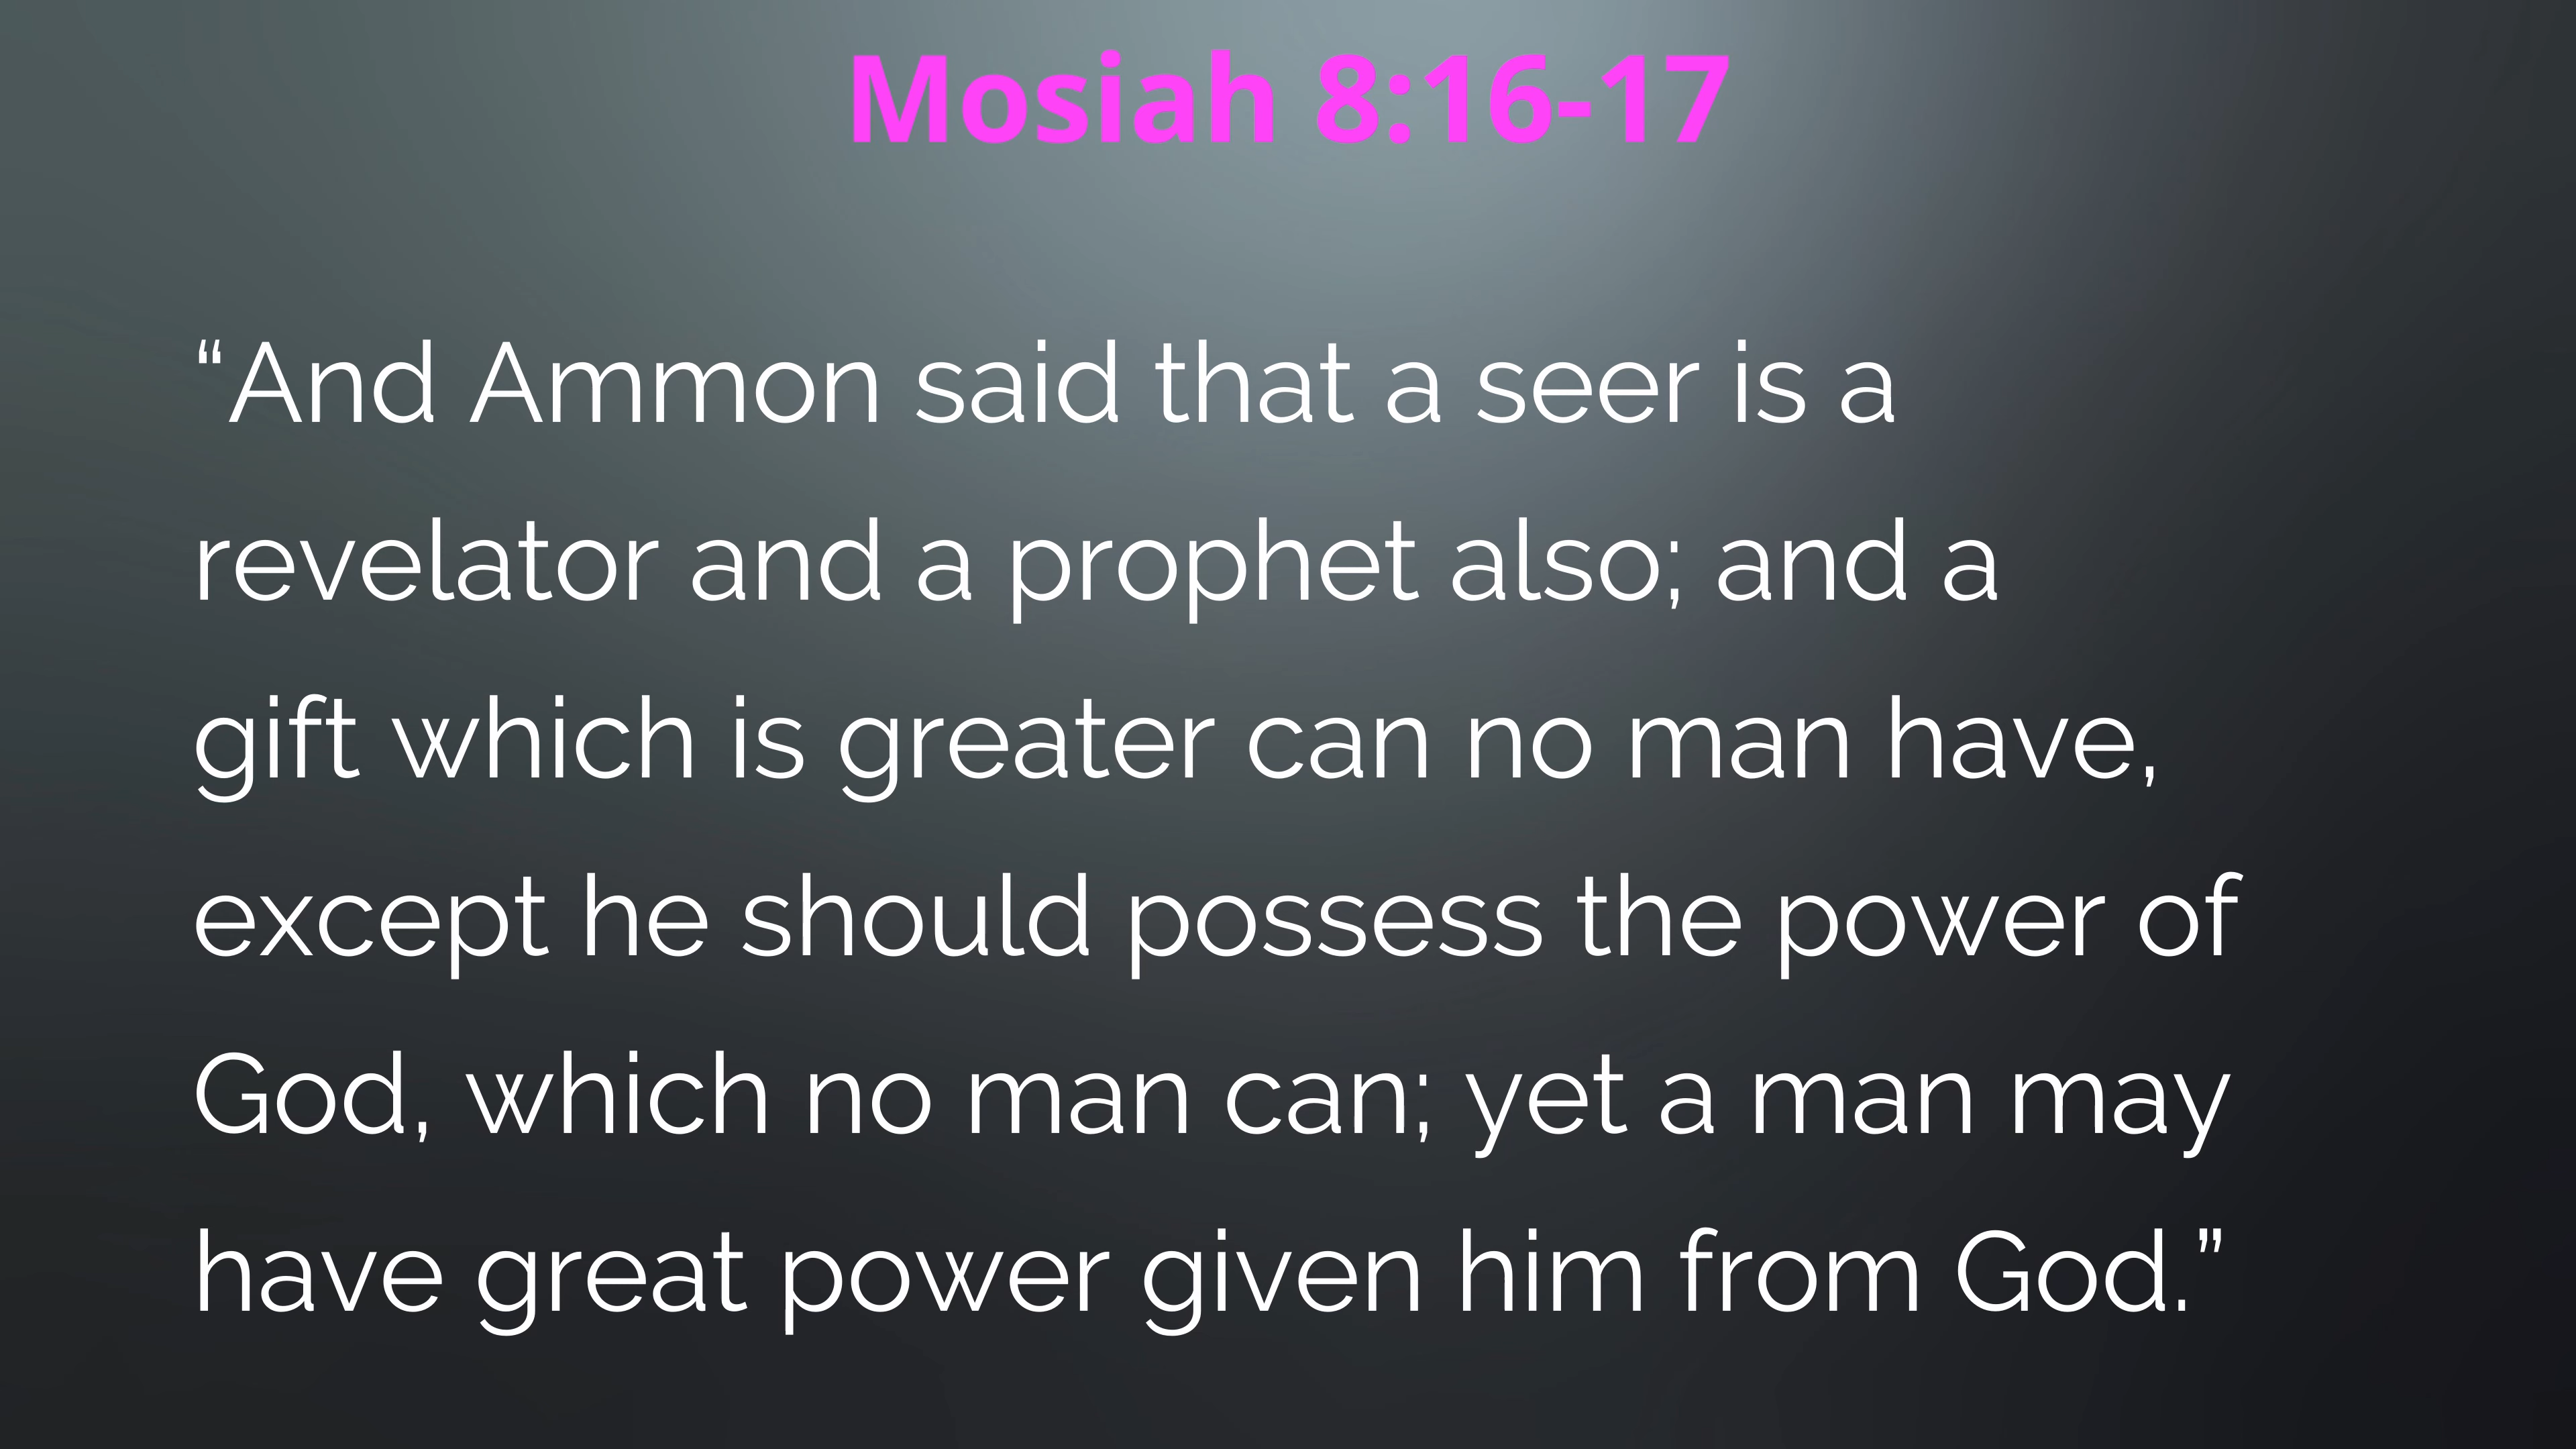 Mosiah 8:16-17
“And Ammon said that a seer is a
revelator and a prophet also; and a
gift which is greater can no man have,
except he should possess the power of
God, which no man can; yet a man may
have great power given him from God.”